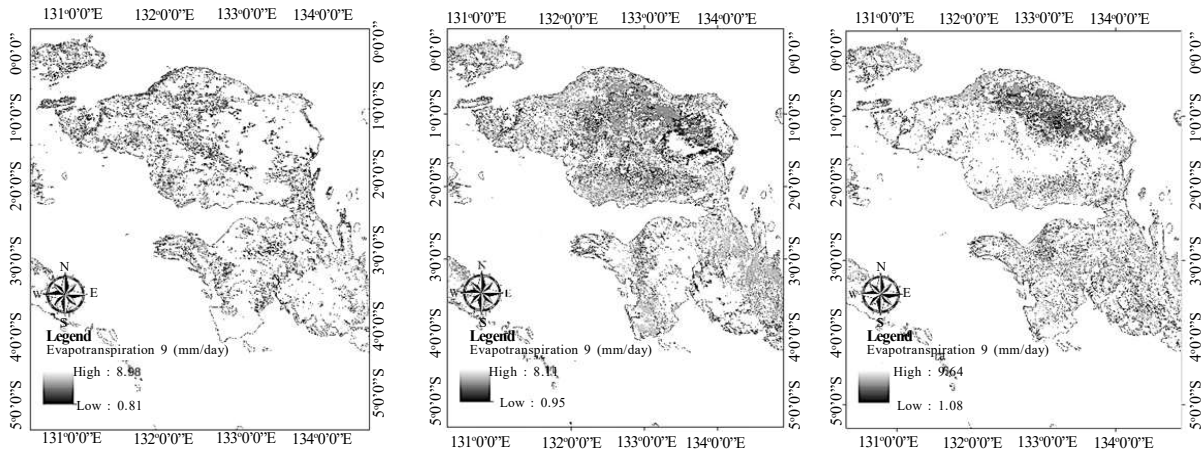 131°0'0"E 132°0'0"E 133°0'0"E 134°0'0"E
0°0'0"
1°0'0"S
2°0'0"S
3°0'0"S
4°0'0"S
5°0'0"S
N
W E
S
Legend
Evapotranspiration 9 (mm/day)
High : 8.98
Low : 0.81
131°0'0"E 132°0'0"E 133°0'0"E 134°0'0"E
131°0'0"E 132°0'0"E 133°0'0"E 134°0'0"E
0°0'0"
1°0'0"S
2°0'0"S
3°0'0"S
4°0'0"S
5°0'0"S
N
W E
S
Legend
Evapotranspiration 9 (mm/day)
High : 8.11
Low : 0.95
131°0'0"E 132°0'0"E 133°0'0"E 134°0'0"E
131°0'0"E 132°0'0"E 133°0'0"E 134°0'0"E
0°0'0"
1°0'0"S
2°0'0"S
3°0'0"S
4°0'0"S
5°0'0"S
N
W E
S
Legend
Evapotranspiration 9 (mm/day)
High : 9.64
Low : 1.08
131°0'0"E 132°0'0"E 133°0'0"E 134°0'0"E